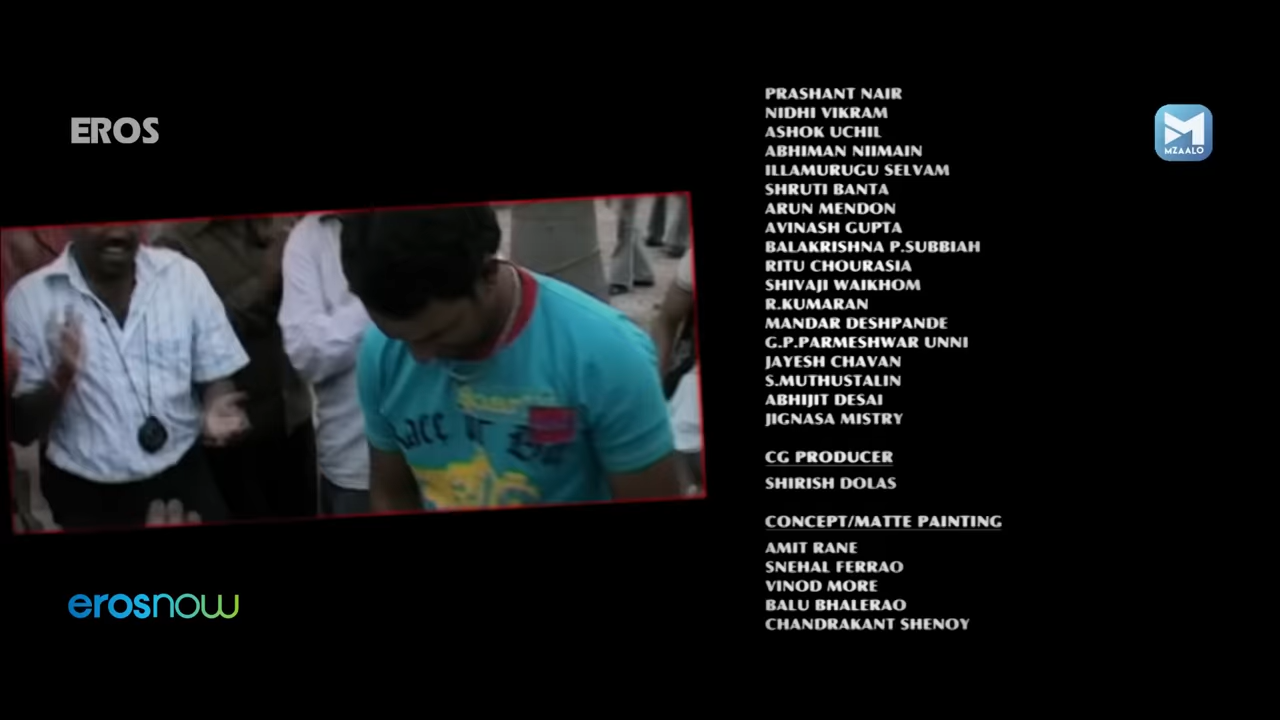 EROS
MZAALO
PRASHANT NAIR
NIDHI VIKRAM
ASHOK UCHIL
ABHIMAN NIIMAIN
ILLAMURUGU SELVAM
SHRUTI BANTA
ARUN MENDON
AVINASH GUPTA
BALAKRISHNA P.SUBBIAH
RITU CHOURASIA
SHIVAJI WAIKHOM
R.KUMARAN
MANDAR DESHPANDE
G.P.PARMESHWAR UNNI
JAYESH CHAVAN
S.MUTHUSTALIN
ABHIJIT DESAI
JIGNASA MISTRY
CG PRODUCER
SHIRISH DOLAS
CONCEPT/MATTE PAINTING
AMIT RANE
SNEHAL FERRAO
VINOD MORE
BALU BHALERAO
CHANDRAKANT SHENOY
erosnow